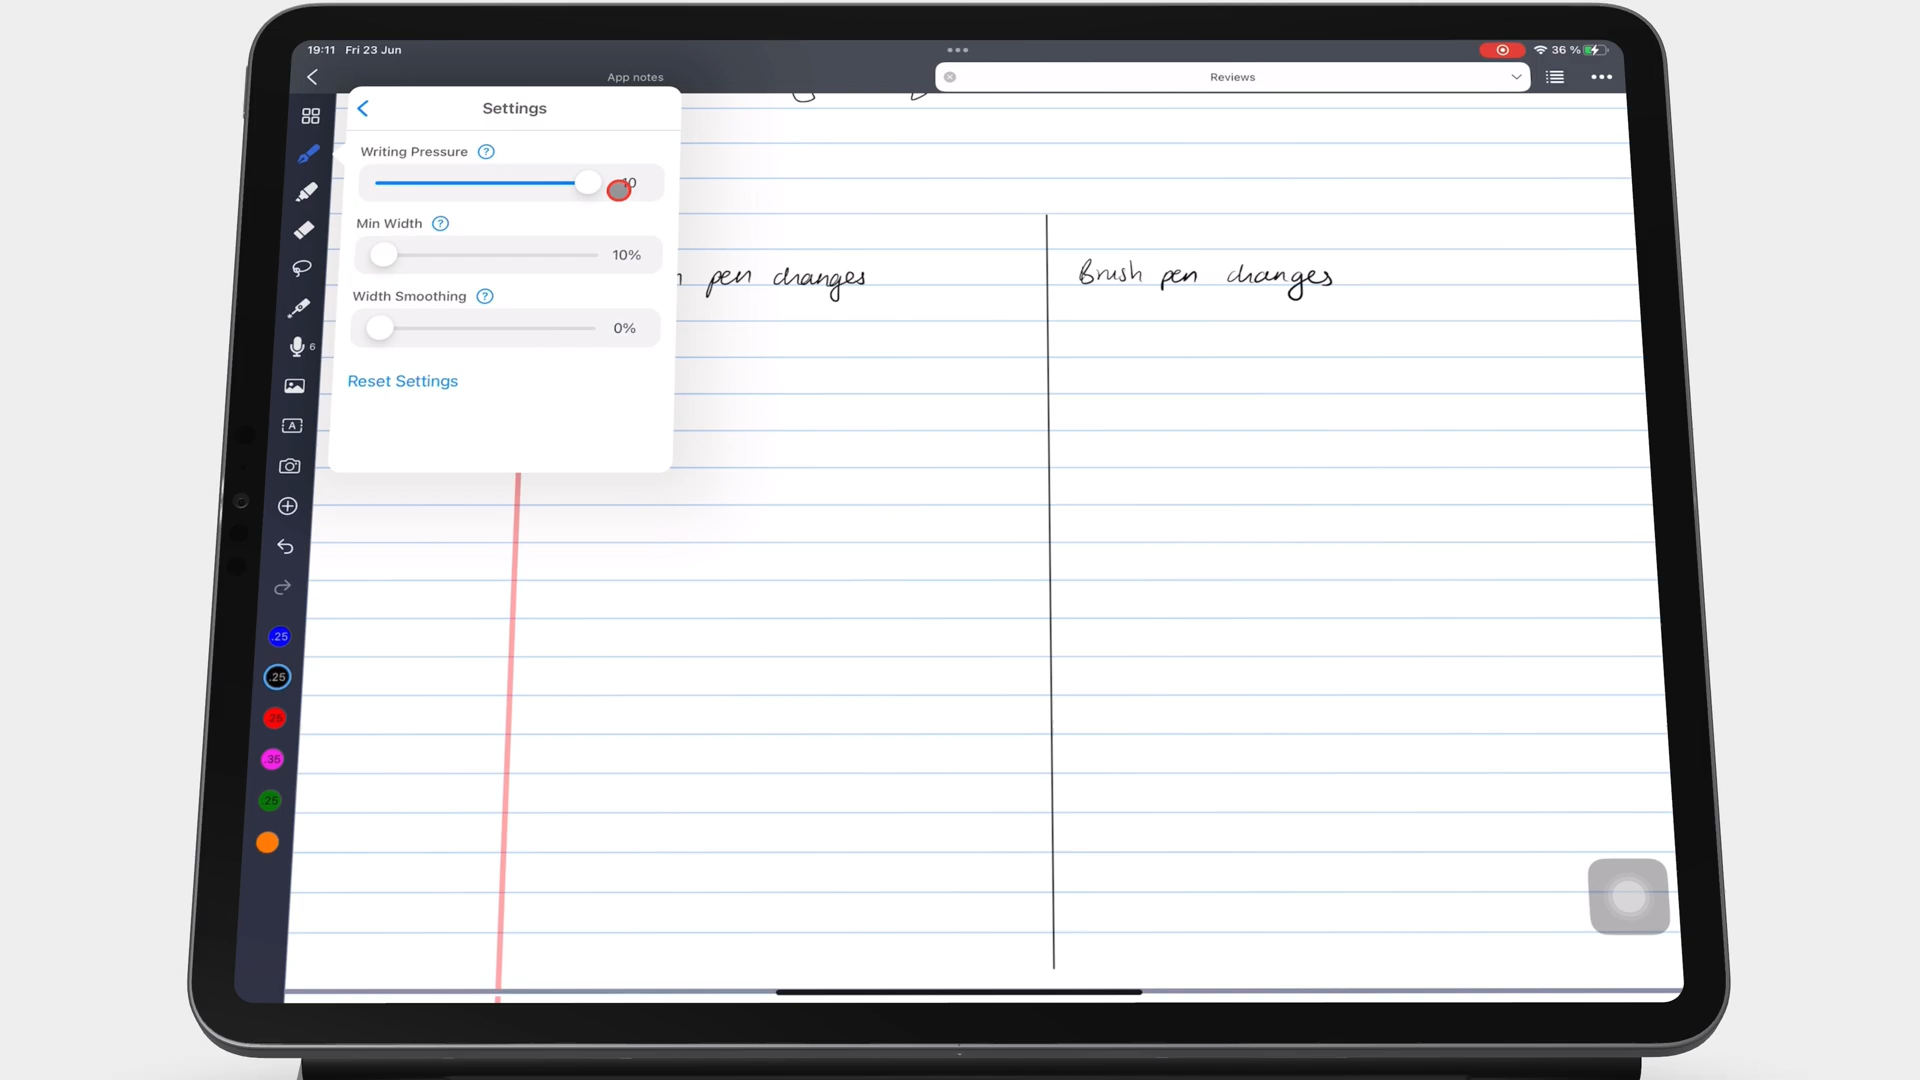 19:11 Fri 23 Jun
36 %
App notes
Reviews
Settings
Writing Pressure ?
10
Min Width ?
10%
Width Smoothing ?
0%
Reset Settings
pen changes
Brush pen changes
A
6
.25
.25
.25
.35
.25